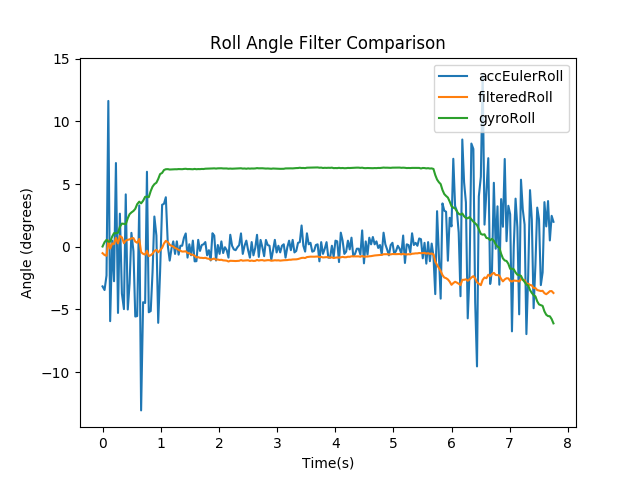 Roll Angle Filter Comparison
accEulerRoll
filteredRoll
gyroRoll
Angle (degrees)
15
10
5
0
−5
−10
0 1 2 3 4 5 6 7 8
Time(s)